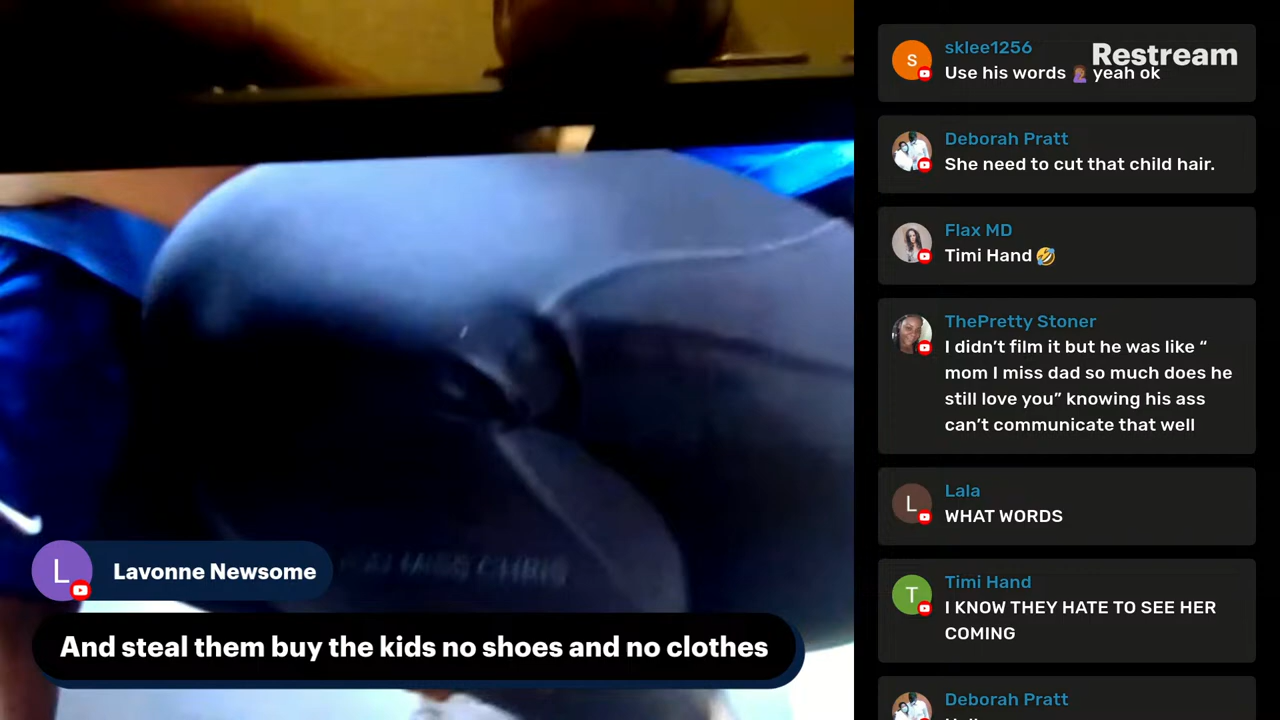 sklee1256
Restream
Use his words 🤦🏾‍♀️ yeah ok
Deborah Pratt
She need to cut that child hair.
Flax MD
Timi Hand 🤣
ThePretty Stoner
I didn’t film it but he was like “
mom I miss dad so much does he
still love you” knowing his ass
can’t communicate that well
L
Lala
WHAT WORDS
T
Timi Hand
I KNOW THEY HATE TO SEE HER
COMING
Deborah Pratt
S
L
Lavonne Newsome
And steal them buy the kids no shoes and no clothes